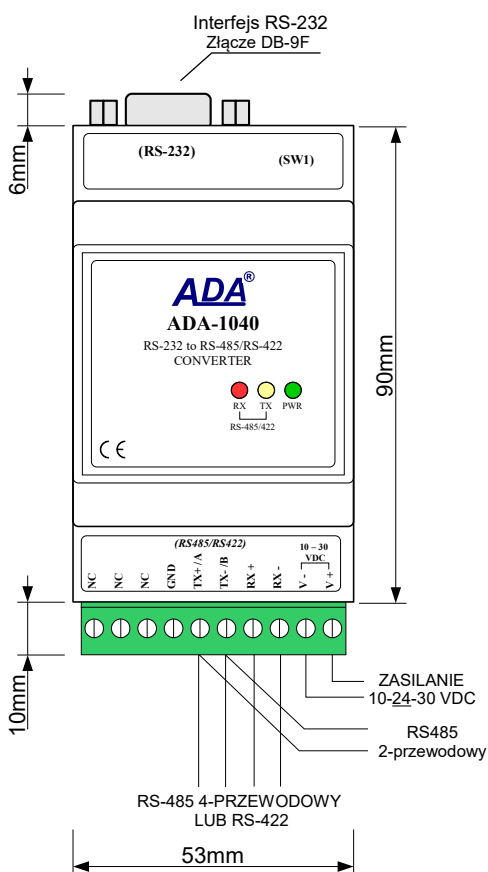 Interfejs RS-232
Złącze DB-9F
6mm
(RS-232)
(SW1)
ADA®
ADA-1040
RS-232 to RS-485/RS-422
CONVERTER
RX TX PWR
RS-485/422
CE
90mm
(RS485/RS422)
10 – 30
VDC
NC
NC
NC
GND
TX+ /A
TX- /B
RX +
RX -
V -
V +
10mm
ZASILANIE
10-24-30 VDC
RS485
2-przewodowy
RS-485 4-PRZEWODOWY
LUB RS-422
53mm